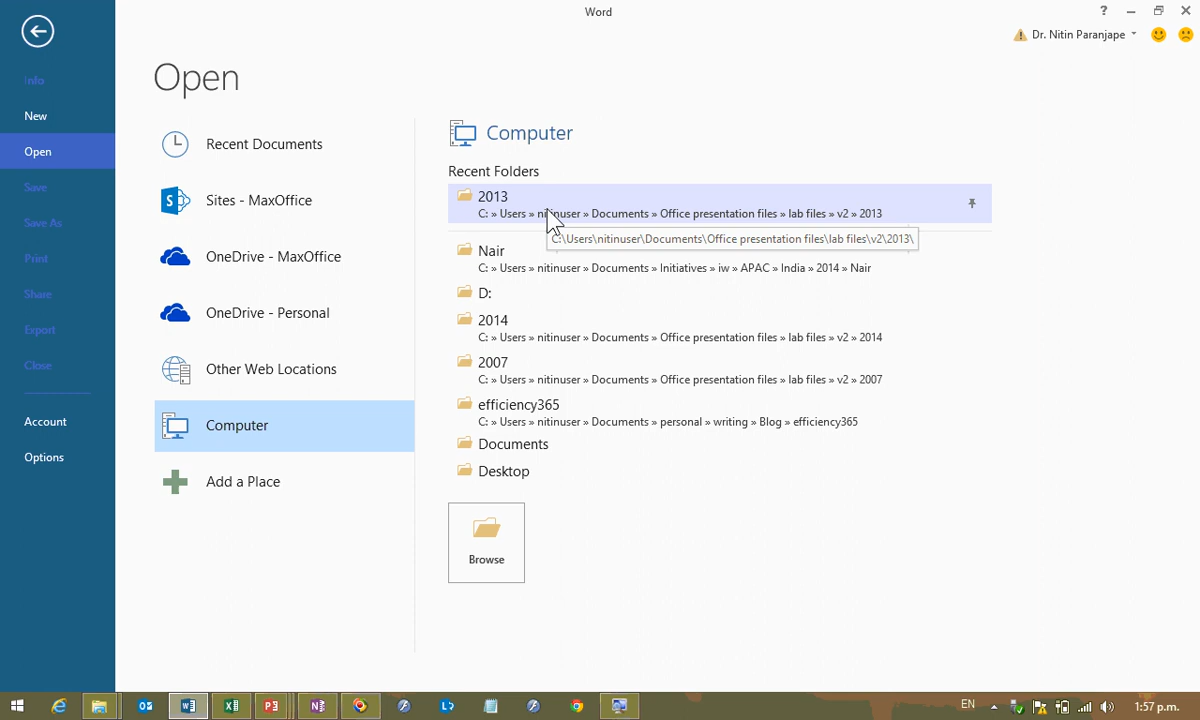 Word
?
Dr. Nitin Paranjape
Info
New
Open
Save
Save As
Print
Share
Export
Close
Account
Options
Open
Recent Documents
Sites - MaxOffice
OneDrive - MaxOffice
OneDrive - Personal
Other Web Locations
Computer
Add a Place
Computer
Recent Folders
2013
C: » Users » nitinuser » Documents » Office presentation files » lab files » v2 » 2013
C:\Users\nitinuser\Documents\Office presentation files\lab files\v2\2013\
Nair
C: » Users » nitinuser » Documents » Initiatives » iw » APAC » India » 2014 » Nair
D:
2014
C: » Users » nitinuser » Documents » Office presentation files » lab files » v2 » 2014
2007
C: » Users » nitinuser » Documents » Office presentation files » lab files » v2 » 2007
efficiency365
C: » Users » nitinuser » Documents » personal » writing » Blog » efficiency365
Documents
Desktop
Browse
EN
1:57 p.m.